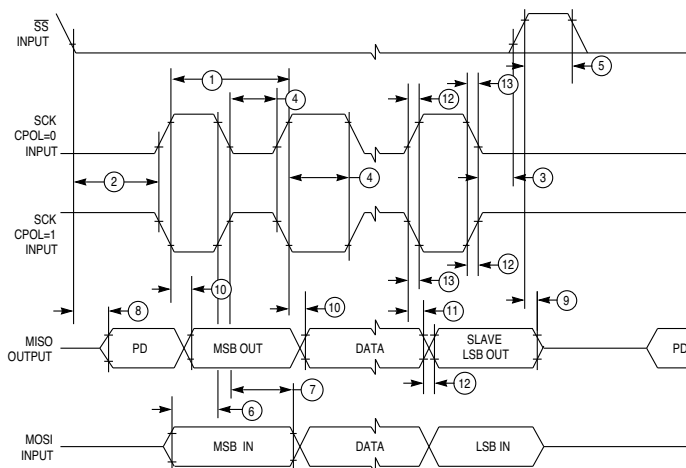 SS
INPUT
5
1
13
4
12
SCK
CPOL=0
INPUT
2
4
3
SCK
CPOL=1
INPUT
12
13
10
10
11
9
8
MISO
OUTPUT
PD
MSB OUT
DATA
SLAVE
LSB OUT
PD
12
7
6
MOSI
INPUT
MSB IN
DATA
LSB IN